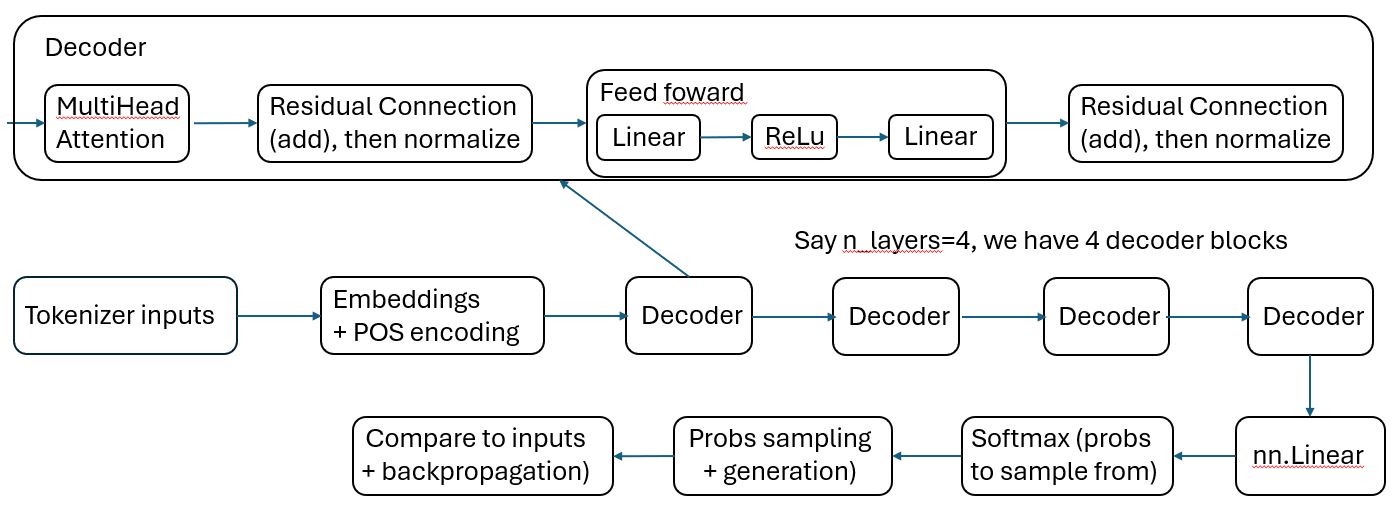 Decoder
MultiHead
Attention
Residual Connection
(add), then normalize
Feed foward
Linear
ReLu
Linear
Residual Connection
(add), then normalize
Say n_layers=4, we have 4 decoder blocks
Tokenizer inputs
Embeddings
+ POS encoding
Decoder
Decoder
Decoder
Decoder
Compare to inputs
+ backpropagation)
Probs sampling
+ generation)
Softmax (probs
to sample from)
nn.Linear